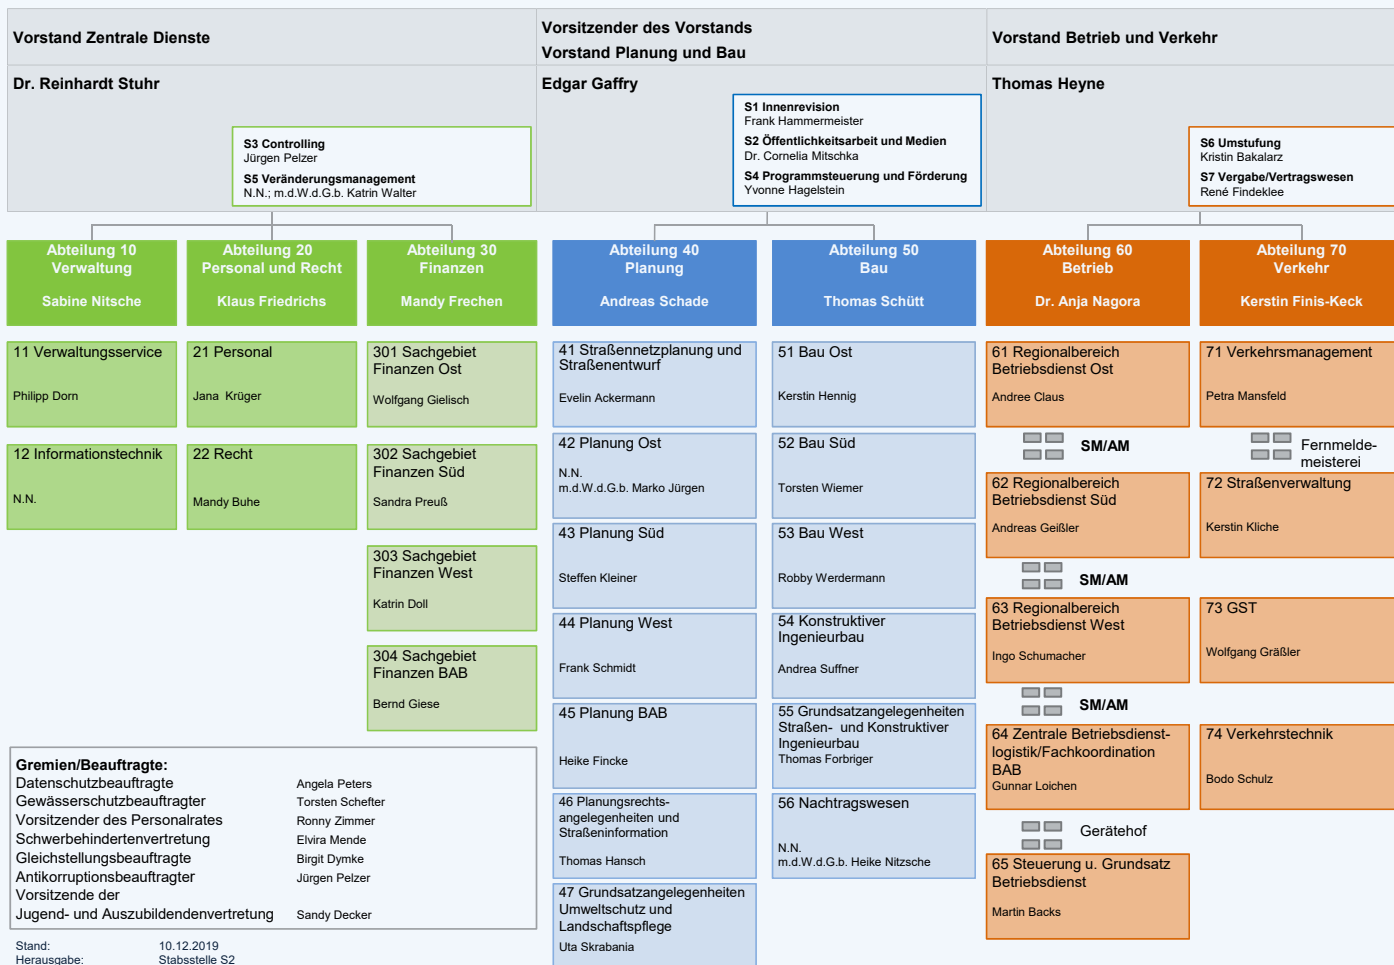 Vorstand Zentrale Dienste
Dr. Reinhardt Stuhr
S3 Controlling
Jürgen Pelzer
S5 Veränderungsmanagement
N.N.; m.d.W.d.G.b. Katrin Walter
Vorsitzender des Vorstands
Vorstand Planung und Bau
Edgar Gaffry
S1 Innenrevision
Frank Hammermeister
S2 Öffentlichkeitsarbeit und Medien
Dr. Cornelia Mitschka
S4 Programmsteuerung und Förderung
Yvonne Hagelstein
Vorstand Betrieb und Verkehr
Thomas Heyne
S6 Umstufung
Kristin Bakalarz
S7 Vergabe/Vertragswesen
René Findeklee
Abteilung 10
Verwaltung
Sabine Nitsche
11 Verwaltungsservice
Philipp Dorn
12 Informationstechnik
N.N.
Abteilung 20
Personal und Recht
Klaus Friedrichs
21 Personal
Jana Krüger
22 Recht
Mandy Buhe
Abteilung 30
Finanzen
Mandy Frechen
301 Sachgebiet
Finanzen Ost
Wolfgang Gielisch
302 Sachgebiet
Finanzen Süd
Sandra Preuß
303 Sachgebiet
Finanzen West
Katrin Doll
304 Sachgebiet
Finanzen BAB
Bernd Giese
Abteilung 40
Planung
Andreas Schade
41 Straßennetzplanung und
Straßenentwurf
Evelin Ackermann
42 Planung Ost
N.N.
m.d.W.d.G.b. Marko Jürgen
43 Planung Süd
Steffen Kleiner
44 Planung West
Frank Schmidt
45 Planung BAB
Heike Fincke
46 Planungsrechts-
angelegenheiten und
Straßeninformation
Thomas Hansch
47 Grundsatzangelegenheiten
Umweltschutz und
Landschaftspflege
Uta Skrabania
Abteilung 50
Bau
Thomas Schütt
51 Bau Ost
Kerstin Hennig
52 Bau Süd
Torsten Wiemer
53 Bau West
Robby Werdermann
54 Konstruktiver
Ingenieurbau
Andrea Suffner
55 Grundsatzangelegenheiten
Straßen- und Konstruktiver
Ingenieurbau
Thomas Forbriger
56 Nachtragswesen
N.N.
m.d.W.d.G.b. Heike Nitzsche
Abteilung 60
Betrieb
Dr. Anja Nagora
61 Regionalbereich
Betriebsdienst Ost
Andree Claus
SM/AM
62 Regionalbereich
Betriebsdienst Süd
Andreas Geißler
SM/AM
63 Regionalbereich
Betriebsdienst West
Ingo Schumacher
SM/AM
64 Zentrale Betriebsdienst-
logistik/Fachkoordination
BAB
Gunnar Loichen
Gerätehof
65 Steuerung u. Grundsatz
Betriebsdienst
Martin Backs
Abteilung 70
Verkehr
Kerstin Finis-Keck
71 Verkehrsmanagement
Petra Mansfeld
Fernmelde-
meisterei
72 Straßenverwaltung
Kerstin Kliche
73 GST
Wolfgang Gräßler
74 Verkehrstechnik
Bodo Schulz
Gremien/Beauftragte:
Datenschutzbeauftragte Angela Peters
Gewässerschutzbeauftragter Torsten Schefter
Vorsitzender des Personalrates Ronny Zimmer
Schwerbehindertenvertretung Elvira Mende
Gleichstellungsbeauftragte Birgit Dymke
Antikorruptionsbeauftragter Jürgen Pelzer
Vorsitzende der
Jugend- und Auszubildendenvertretung Sandy Decker
Stand: 10.12.2019
Herausgabe: Stabsstelle S2